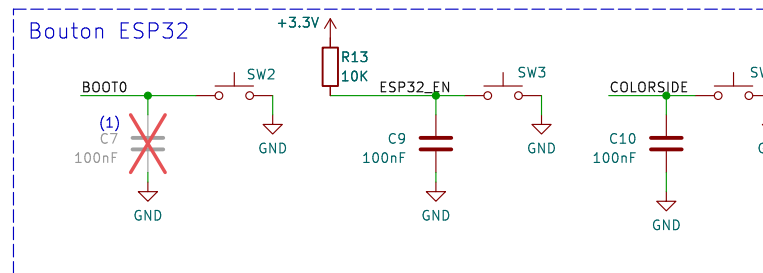 Bouton ESP32
+3.3V
R13
10K
BOOT0
SW2
ESP32_EN
SW3
COLORSIDE
SW
(1)
C7
100nF
GND
C9
100nF
GND
C10
100nF
GND
GND
GND